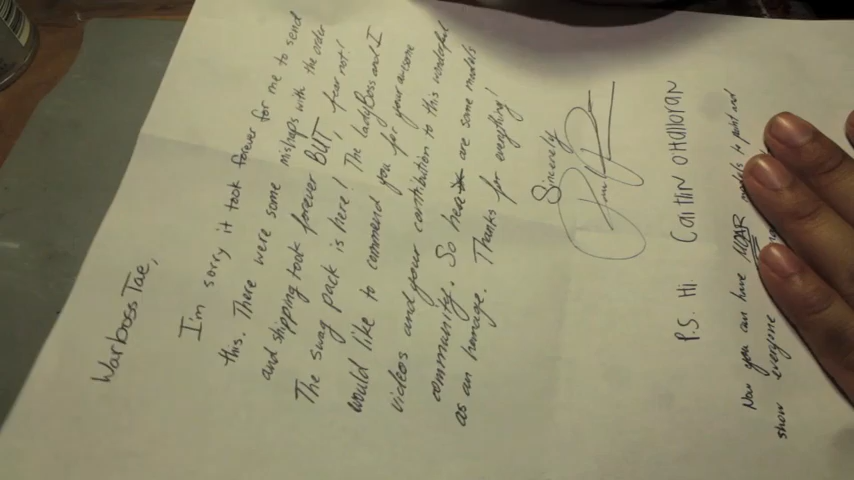 Warboss Tae,
I'm sorry it took forever for me to send
this. There were some mishaps with the order
and shipping took forever BUT, fear not!
The swag pack is here! The ladyBoss and I
would like to commend you for your awesome
videos and your contribution to this wonderful
community. So here are some models
as an homage. Thanks for everything!
Sincerely
P.S. Hi Caitlin OHalloran
Now you can have MOAR models to paint and
show everyone